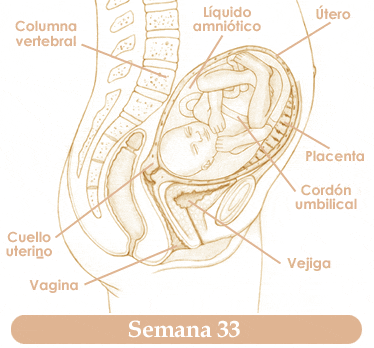 Columna
vertebral
Líquido
amniótico
Útero
Placenta
Cordón
umbilical
Cuello
uterino
Vejiga
Vagina
Semana 33